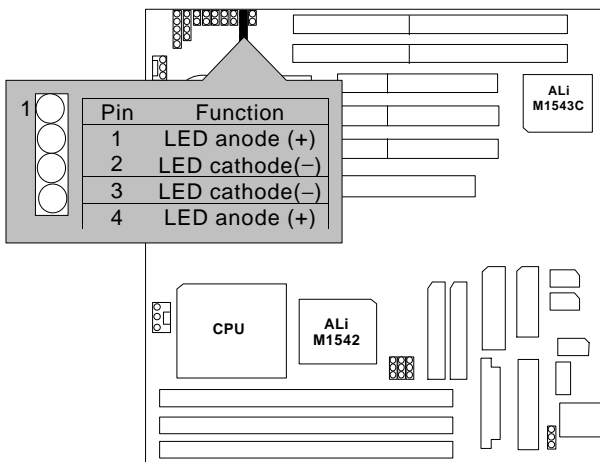 1
Pin Function
1 LED anode (+)
2 LED cathode(−)
3 LED cathode(−)
4 LED anode (+)
ALi
M1543C
CPU
ALi
M1542